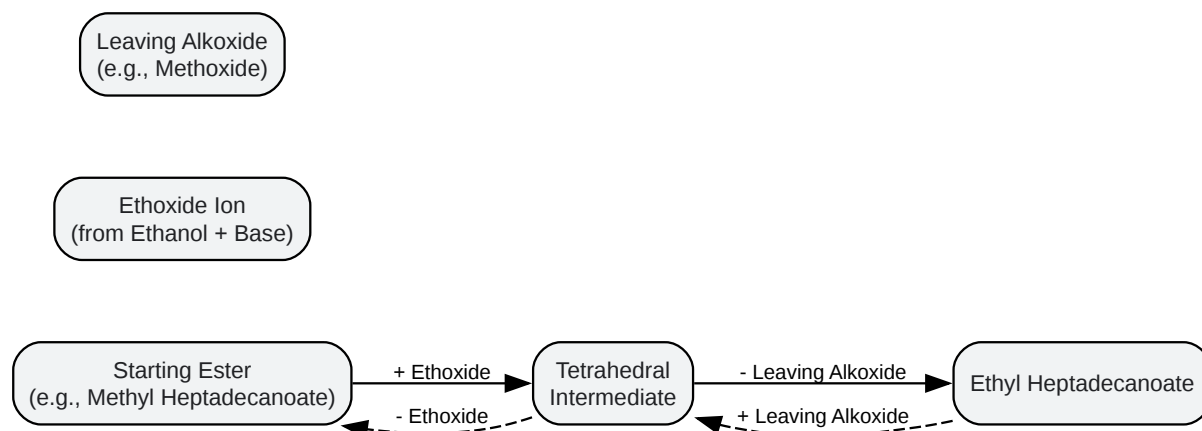 Leaving Alkoxide
(e.g., Methoxide)
Ethoxide Ion
(from Ethanol + Base)
Starting Ester
(e.g., Methyl Heptadecanoate)
+ Ethoxide
- Ethoxide
Tetrahedral
Intermediate
- Leaving Alkoxide
+ Leaving Alkoxide
Ethyl Heptadecanoate